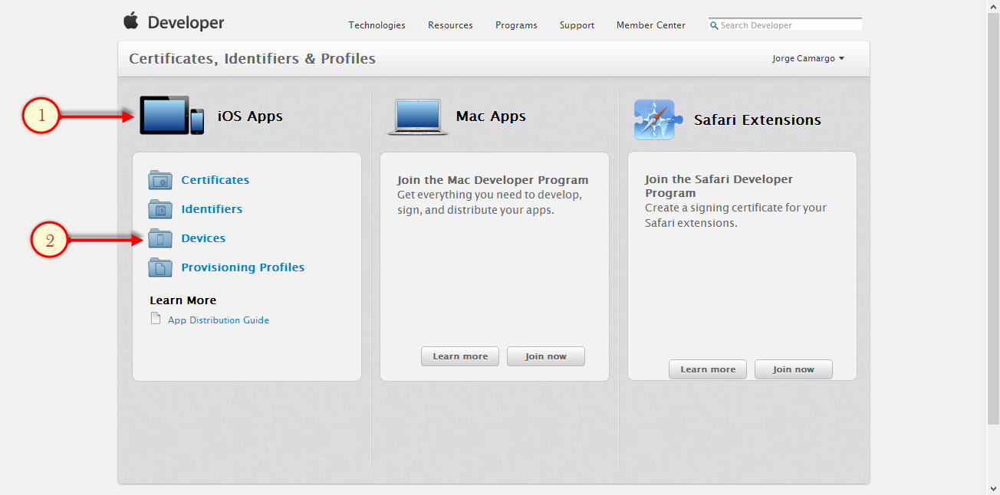 Developer
Technologies Resources Programs Support Member Center Search Developer
Certificates, Identifiers & Profiles
Jorge Camargo
1
iOS Apps
Mac Apps
Safari Extensions
Certificates
Identifiers
2
Devices
Provisioning Profiles
Learn More
App Distribution Guide
Join the Mac Developer Program
Get everything you need to develop,
sign, and distribute your apps.
Learn more Join now
Join the Safari Developer
Program
Create a signing certificate for your
Safari extensions.
Learn more Join now
ID